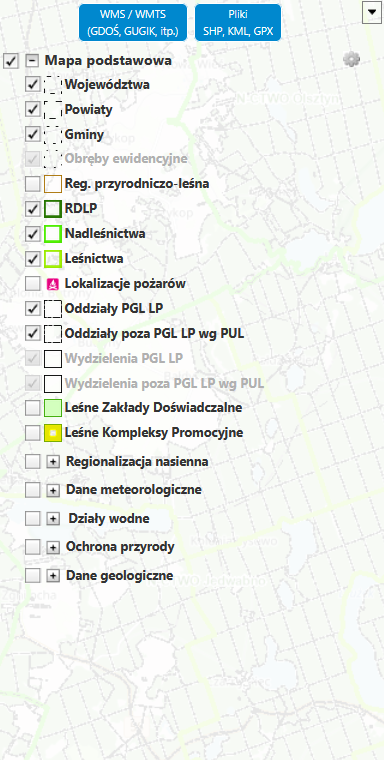 WMS / WMTS
(GDOŚ, GUGIK, itp.)
Pliki
SHP, KML, GPX
Mapa podstawowa
Województwa
Powiaty
Gminy
Obręby ewidencyjne
Reg. przyrodniczo-leśna
RDLP
Nadleśnictwa
Leśnictwa
Lokalizacje pożarów
Oddziały PGL LP
Oddziały poza PGL LP wg PUL
Wydzielenia PGL LP
Wydzielenia poza PGL LP wg PUL
Leśne Zakłady Doświadczalne
Leśne Kompleksy Promocyjne
Regionalizacja nasienna
Dane meteorologiczne
Działy wodne
Ochrona przyrody
Dane geologiczne